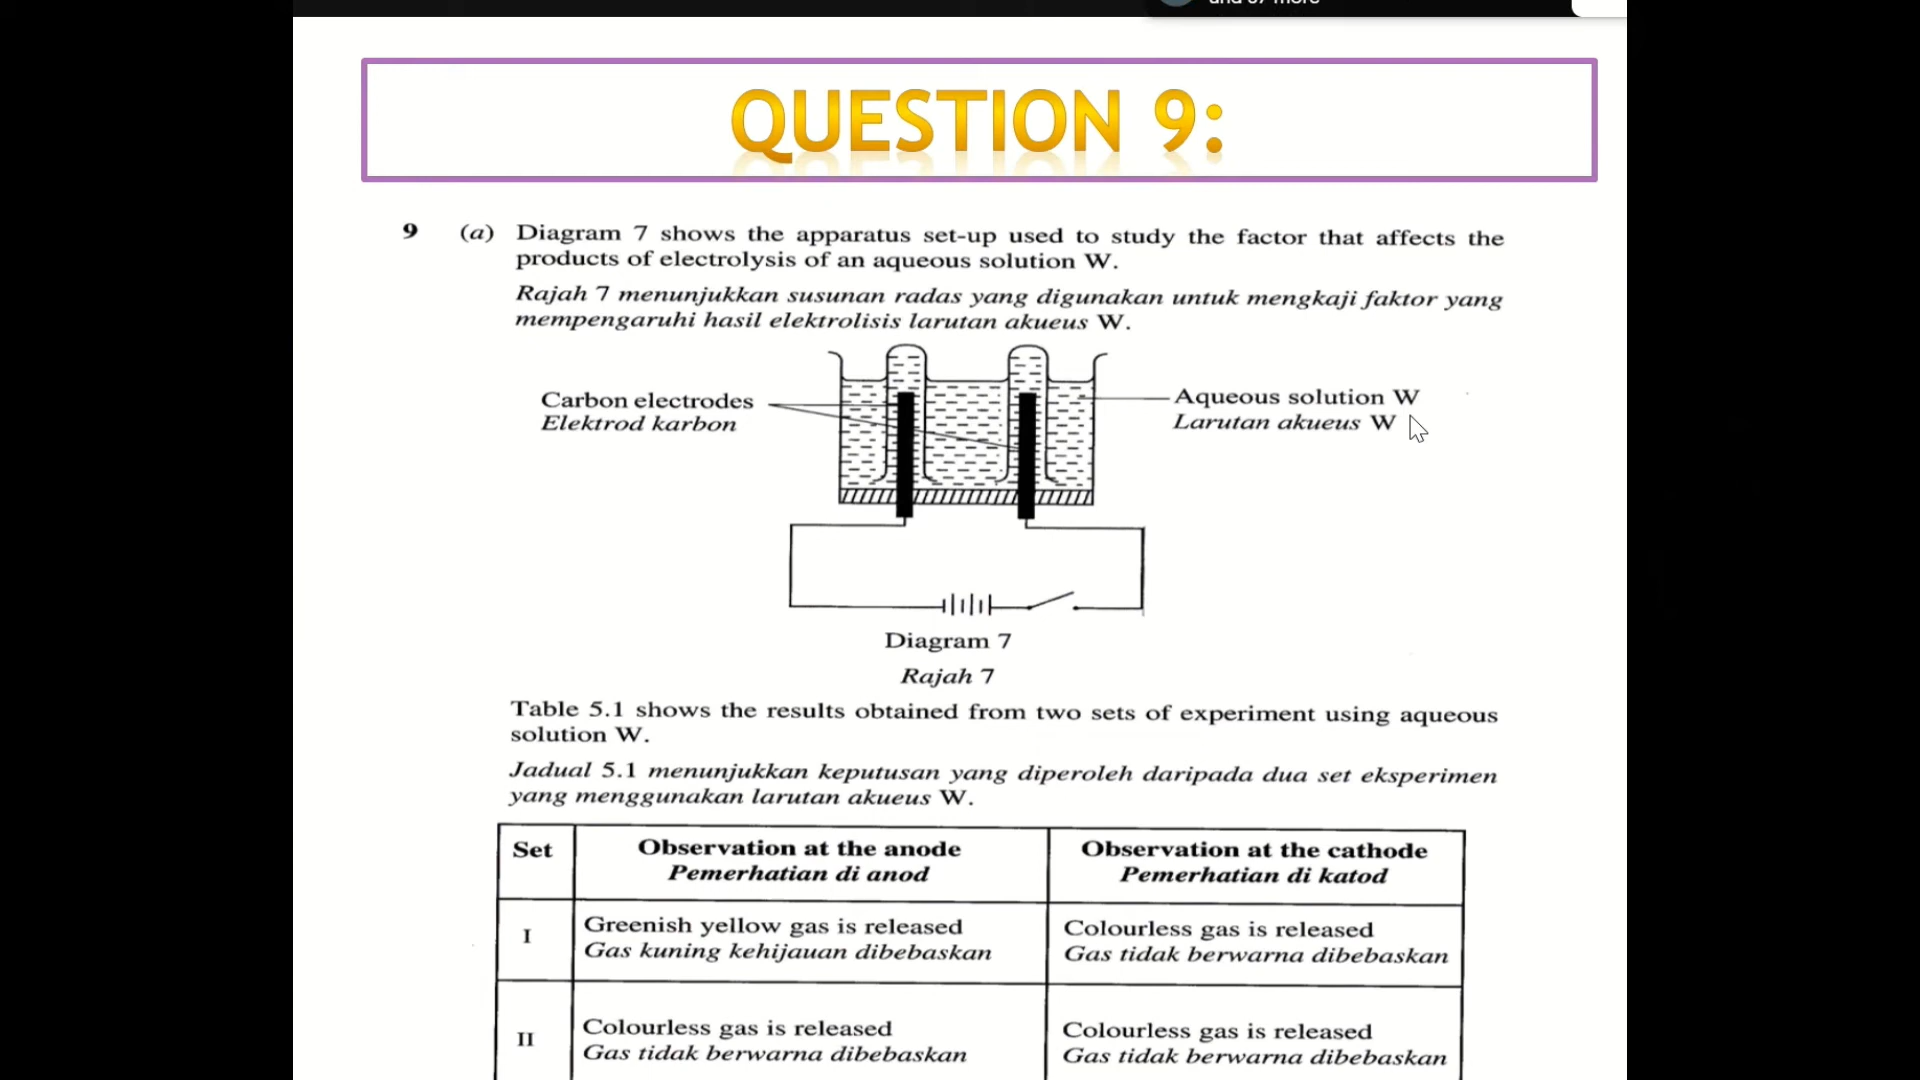 QUESTION 9:
9 (a) Diagram 7 shows the apparatus set-up used to study the factor that affects the
products of electrolysis of an aqueous solution W.
Rajah 7 menunjukkan susunan radas yang digunakan untuk mengkaji faktor yang
mempengaruhi hasil elektrolisis larutan akueus W.
Carbon electrodes
Elektrod karbon
Aqueous solution W
Larutan akueus W
Diagram 7
Rajah 7
Table 5.1 shows the results obtained from two sets of experiment using aqueous
solution W.
Jadual 5.1 menunjukkan keputusan yang diperoleh daripada dua set eksperimen
yang menggunakan larutan akueus W.
Set
Observation at the anode
Pemerhatian di anod
Observation at the cathode
Pemerhatian di katod
I
Greenish yellow gas is released
Gas kuning kehijauan dibebaskan
Colourless gas is released
Gas tidak berwarna dibebaskan
II
Colourless gas is released
Gas tidak berwarna dibebaskan
Colourless gas is released
Gas tidak berwarna dibebaskan